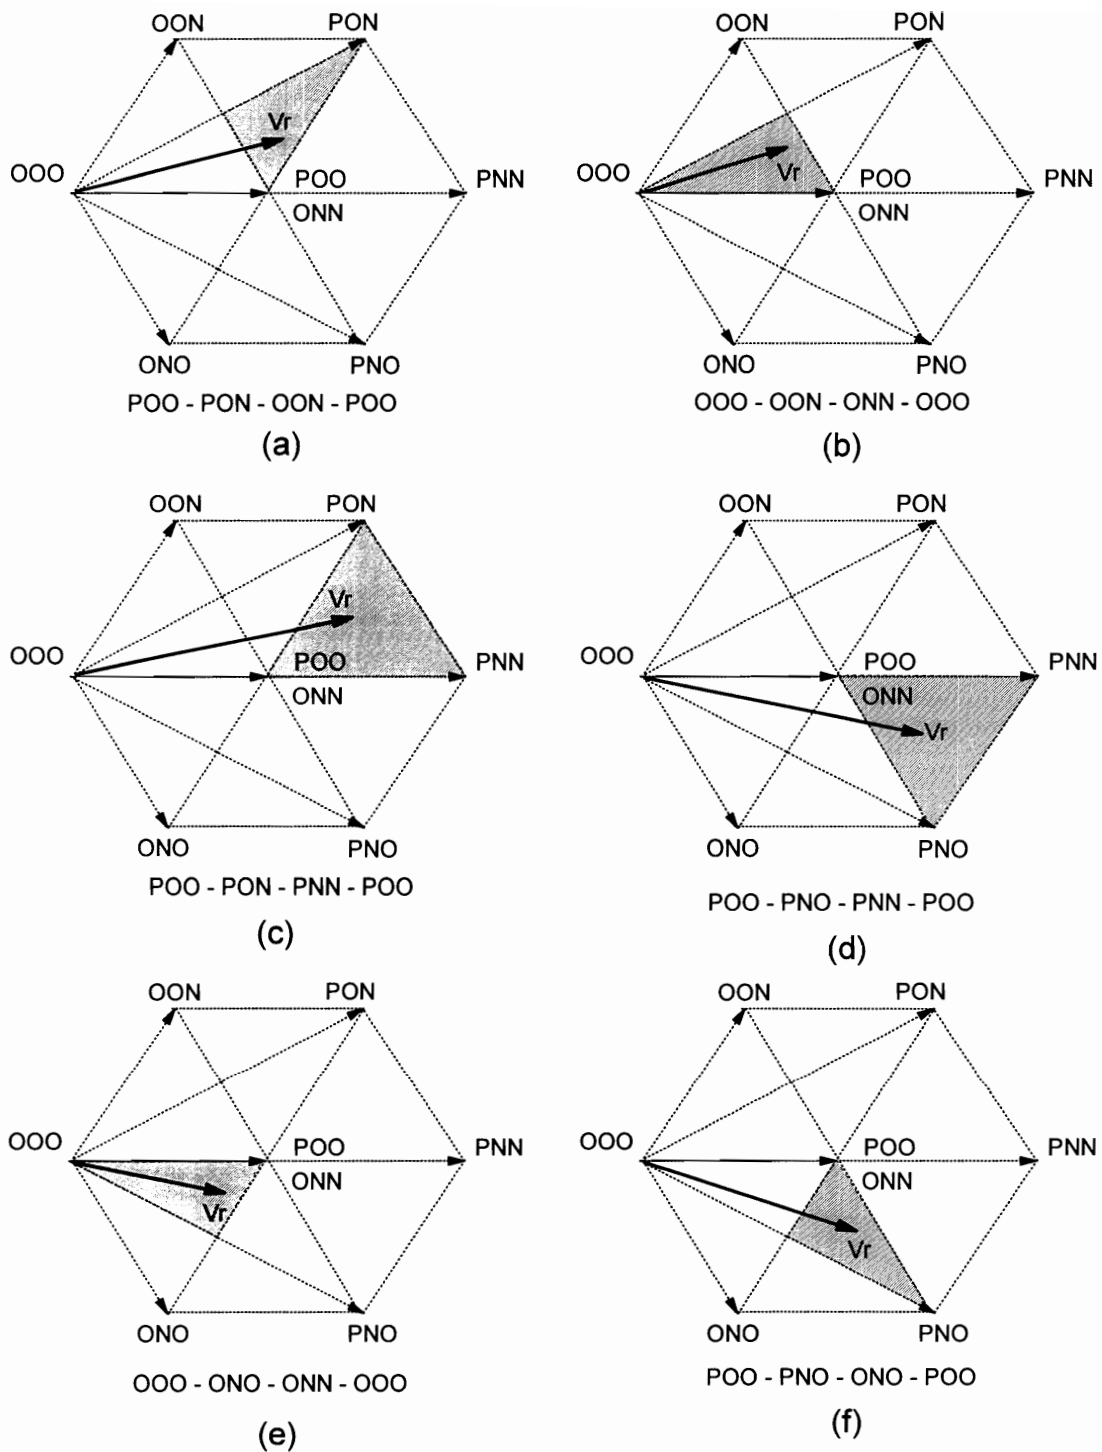 OON PON
Vr
OOO POO PNN
ONN
ONO PNO
POO - PON - OON - POO
(a)
OON PON
Vr
OOO POO PNN
ONN
ONO PNO
OOO - OON - ONN - OOO
(b)
OON PON
Vr
OOO POO PNN
ONN
ONO PNO
POO - PON - PNN - POO
(c)
OON PON
OOO POO PNN
ONN
Vr
ONO PNO
POO - PNO - PNN - POO
(d)
OON PON
OOO POO PNN
ONN
Vr
ONO PNO
OOO - ONO - ONN - OOO
(e)
OON PON
OOO POO PNN
ONN
Vr
ONO PNO
POO - PNO - ONO - POO
(f)